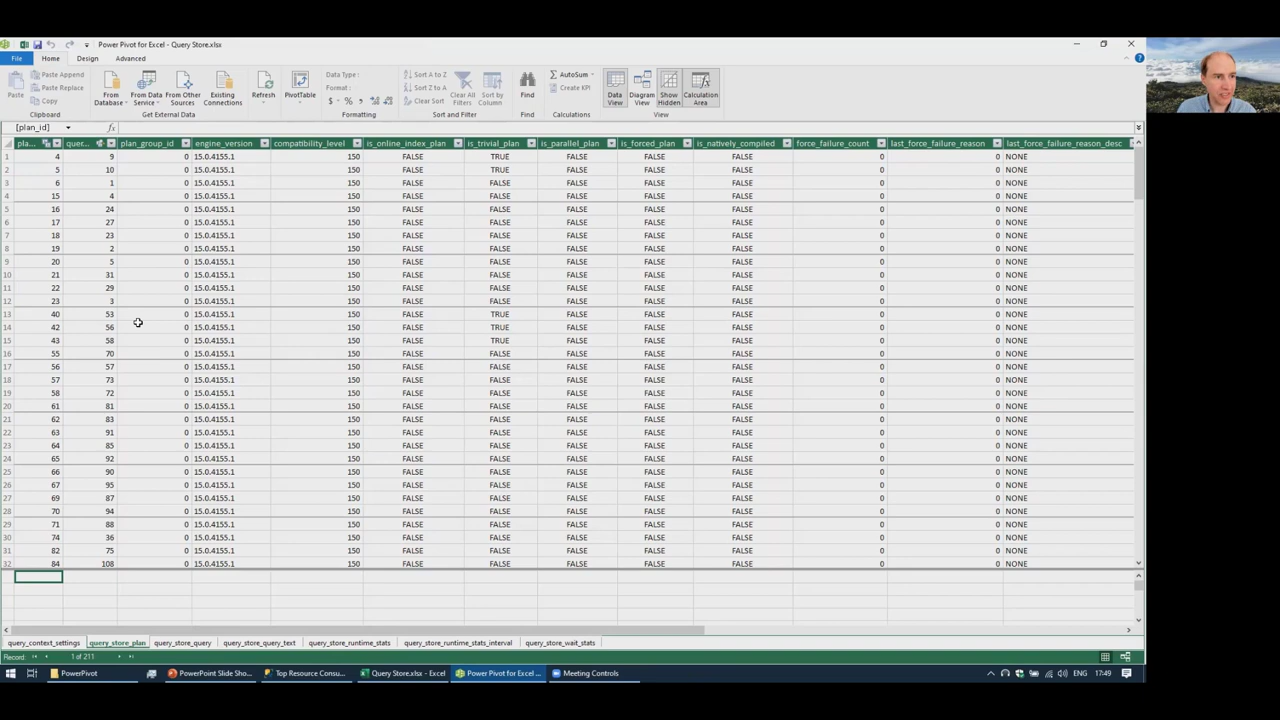 Power Pivot for Excel - Query Store.xlsx
File Home Design Advanced
Paste
Paste Append
Paste Replace
Copy
Clipboard
From Database
From Data Service
From Other Sources
Existing Connections
Get External Data
Refresh
PivotTable
Data Type :
Format :
$ % ,
Formatting
Sort A to Z
Sort Z to A
Clear Sort
Clear All Filters
Sort by Column
Sort and Filter
Find
Find
AutoSum
Create KPI
Calculations
Data View
Diagram View
Show Hidden
Calculation Area
View
[plan_id] fx
pla... quer... plan_group_id engine_version compatibility_level is_online_index_plan is_trivial_plan is_parallel_plan is_forced_plan is_natively_compiled force_failure_count last_force_failure_reason last_force_failure_reason_desc
1 4 9 0 15.0.4155.1 150 FALSE TRUE FALSE FALSE FALSE 0 0 NONE
2 5 10 0 15.0.4155.1 150 FALSE TRUE FALSE FALSE FALSE 0 0 NONE
3 6 1 0 15.0.4155.1 150 FALSE FALSE FALSE FALSE FALSE 0 0 NONE
4 15 4 0 15.0.4155.1 150 FALSE FALSE FALSE FALSE FALSE 0 0 NONE
5 16 24 0 15.0.4155.1 150 FALSE FALSE FALSE FALSE FALSE 0 0 NONE
6 17 27 0 15.0.4155.1 150 FALSE FALSE FALSE FALSE FALSE 0 0 NONE
7 18 23 0 15.0.4155.1 150 FALSE FALSE FALSE FALSE FALSE 0 0 NONE
8 19 2 0 15.0.4155.1 150 FALSE FALSE FALSE FALSE FALSE 0 0 NONE
9 20 5 0 15.0.4155.1 150 FALSE FALSE FALSE FALSE FALSE 0 0 NONE
10 21 31 0 15.0.4155.1 150 FALSE FALSE FALSE FALSE FALSE 0 0 NONE
11 22 29 0 15.0.4155.1 150 FALSE FALSE FALSE FALSE FALSE 0 0 NONE
12 23 3 0 15.0.4155.1 150 FALSE FALSE FALSE FALSE FALSE 0 0 NONE
13 40 53 0 15.0.4155.1 150 FALSE TRUE FALSE FALSE FALSE 0 0 NONE
14 42 56 0 15.0.4155.1 150 FALSE TRUE FALSE FALSE FALSE 0 0 NONE
15 43 58 0 15.0.4155.1 150 FALSE TRUE FALSE FALSE FALSE 0 0 NONE
16 55 70 0 15.0.4155.1 150 FALSE FALSE FALSE FALSE FALSE 0 0 NONE
17 56 57 0 15.0.4155.1 150 FALSE FALSE FALSE FALSE FALSE 0 0 NONE
18 57 73 0 15.0.4155.1 150 FALSE FALSE FALSE FALSE FALSE 0 0 NONE
19 58 72 0 15.0.4155.1 150 FALSE FALSE FALSE FALSE FALSE 0 0 NONE
20 61 81 0 15.0.4155.1 150 FALSE FALSE FALSE FALSE FALSE 0 0 NONE
21 62 83 0 15.0.4155.1 150 FALSE FALSE FALSE FALSE FALSE 0 0 NONE
22 63 91 0 15.0.4155.1 150 FALSE FALSE FALSE FALSE FALSE 0 0 NONE
23 64 85 0 15.0.4155.1 150 FALSE FALSE FALSE FALSE FALSE 0 0 NONE
24 65 92 0 15.0.4155.1 150 FALSE FALSE FALSE FALSE FALSE 0 0 NONE
25 66 90 0 15.0.4155.1 150 FALSE FALSE FALSE FALSE FALSE 0 0 NONE
26 67 95 0 15.0.4155.1 150 FALSE FALSE FALSE FALSE FALSE 0 0 NONE
27 69 87 0 15.0.4155.1 150 FALSE FALSE FALSE FALSE FALSE 0 0 NONE
28 70 94 0 15.0.4155.1 150 FALSE FALSE FALSE FALSE FALSE 0 0 NONE
29 71 88 0 15.0.4155.1 150 FALSE FALSE FALSE FALSE FALSE 0 0 NONE
30 74 36 0 15.0.4155.1 150 FALSE FALSE FALSE FALSE FALSE 0 0 NONE
31 82 75 0 15.0.4155.1 150 FALSE FALSE FALSE FALSE FALSE 0 0 NONE
32 84 108 0 15.0.4155.1 150 FALSE FALSE FALSE FALSE FALSE 0 0 NONE
query_context_settings query_store_plan query_store_query query_store_query_text query_store_runtime_stats query_store_runtime_stats_interval query_store_wait_stats
Record: 1 of 211
PowerPivot PowerPoint Slide Sho... Top Resource Consu... Query Store.xlsx - Excel Power Pivot for Excel ... Meeting Controls ENG 17:49